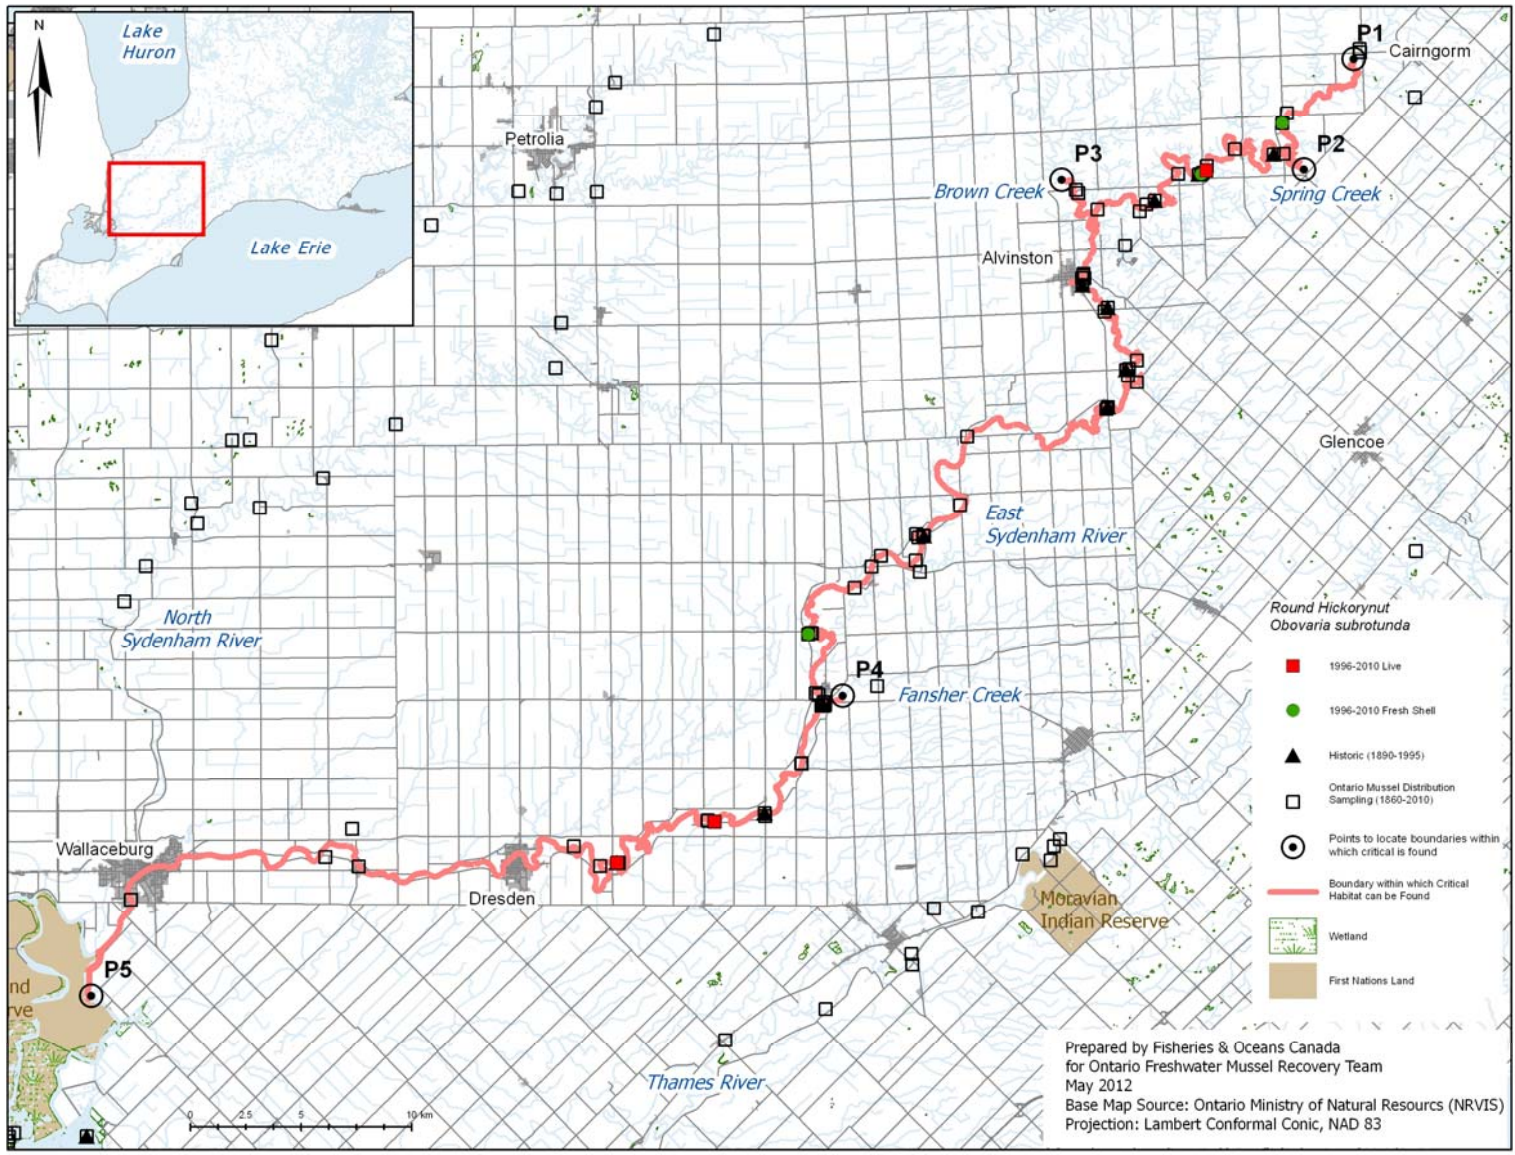 N
Lake
Huron
Lake Erie
P1
Cairngorm
Petrolia
P2
P3
Brown Creek
Spring Creek
Alvinston
Glencoe
East
Sydenham River
North
Sydenham River
P4
Fansher Creek
Wallaceburg
Dresden
Moravian
Indian Reserve
P5
nd
rve
Thames River
0 2.5 5 10 km
Round Hickorynut
Obovaria subrotunda
1996-2010 Live
1996-2010 Fresh Shell
Historic (1890-1995)
Ontario Mussel Distribution
Sampling (1860-2010)
Points to locate boundaries within
which critical is found
Boundary within which Critical
Habitat can be Found
Wetland
First Nations Land
Prepared by Fisheries & Oceans Canada
for Ontario Freshwater Mussel Recovery Team
May 2012
Base Map Source: Ontario Ministry of Natural Resourcs (NRVIS)
Projection: Lambert Conformal Conic, NAD 83